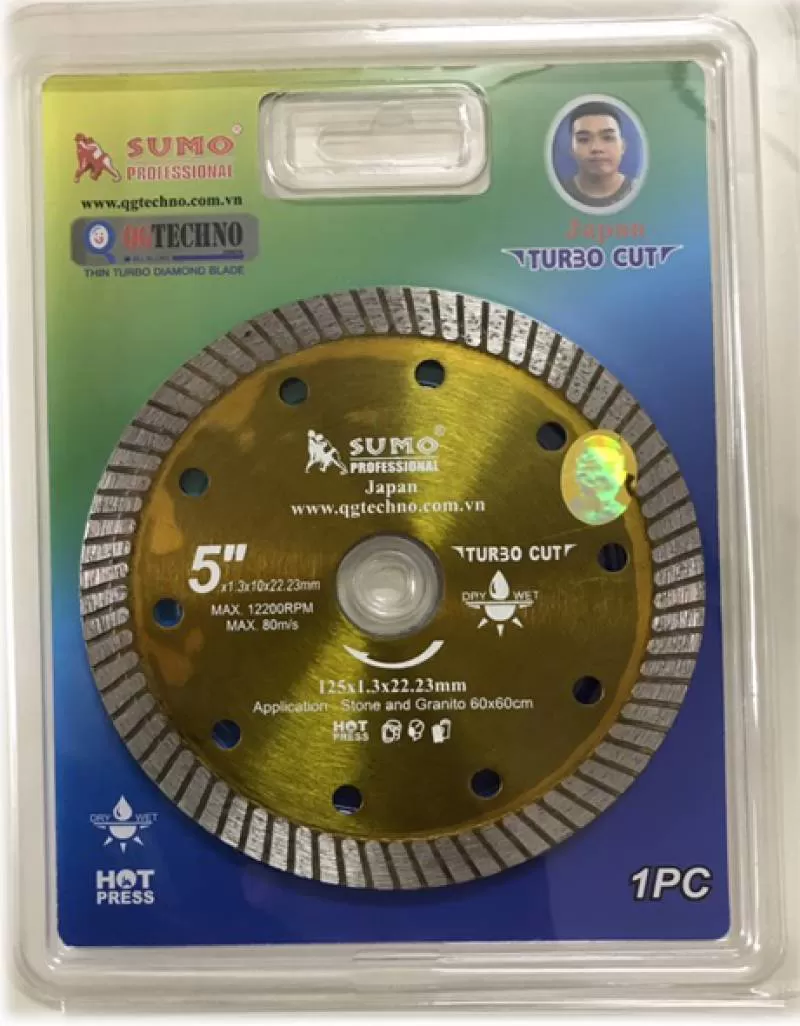 SUMO®
PROFESSIONAL
www.qgtechno.com.vn
QGTECHNO
THIN TURBO DIAMOND BLADE
Japan
TURBO CUT
SUMO®
PROFESSIONAL
Japan
www.qgtechno.com.vn
5"x1.3x10x22.23mm
MAX. 12200RPM
MAX. 80m/s
TURBO CUT
DRY WET
125x1.3x22.23mm
Application - Stone and Granito 60x60cm
HOT
PRESS
DRY WET
HOT
PRESS
1PC